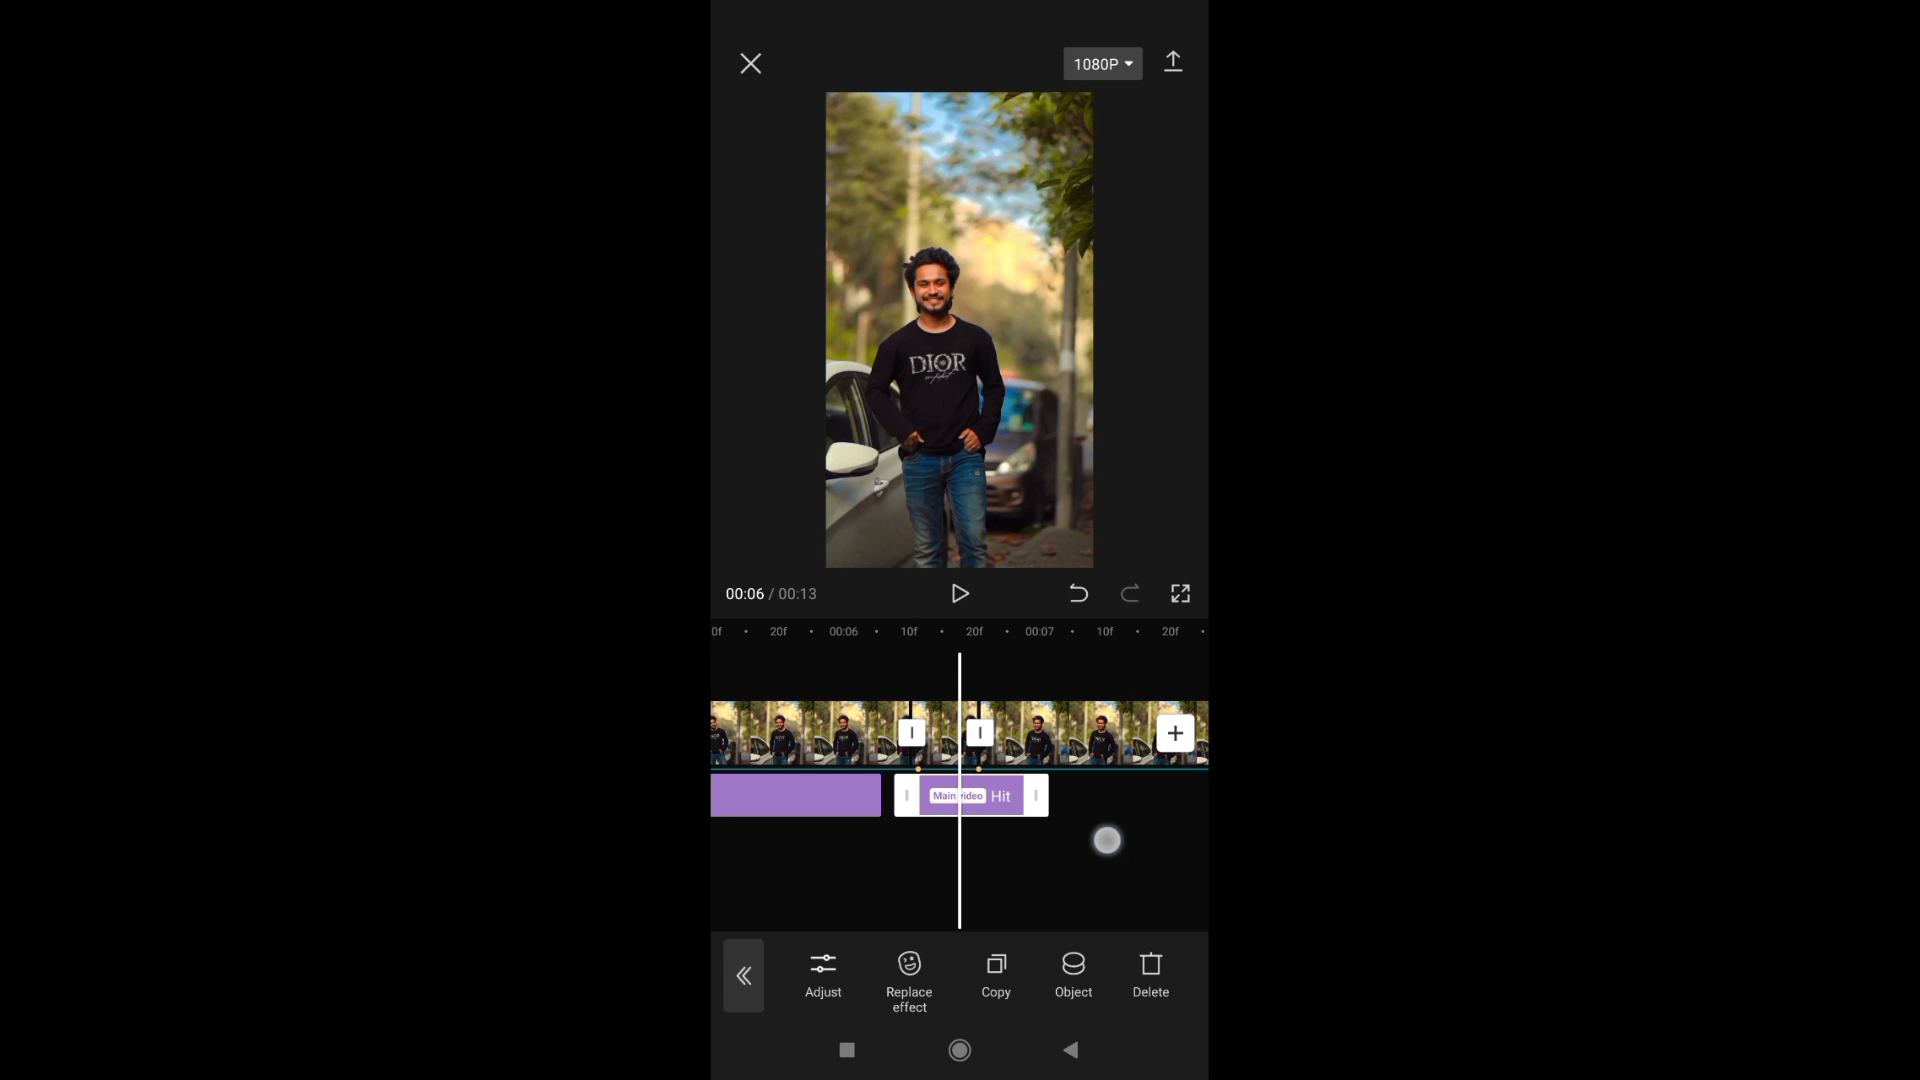 1080P
DIOR
00:06 / 00:13
0f 20f 00:06 10f 20f 00:07 10f 20f
Main video Hit
Adjust Replace effect Copy Object Delete